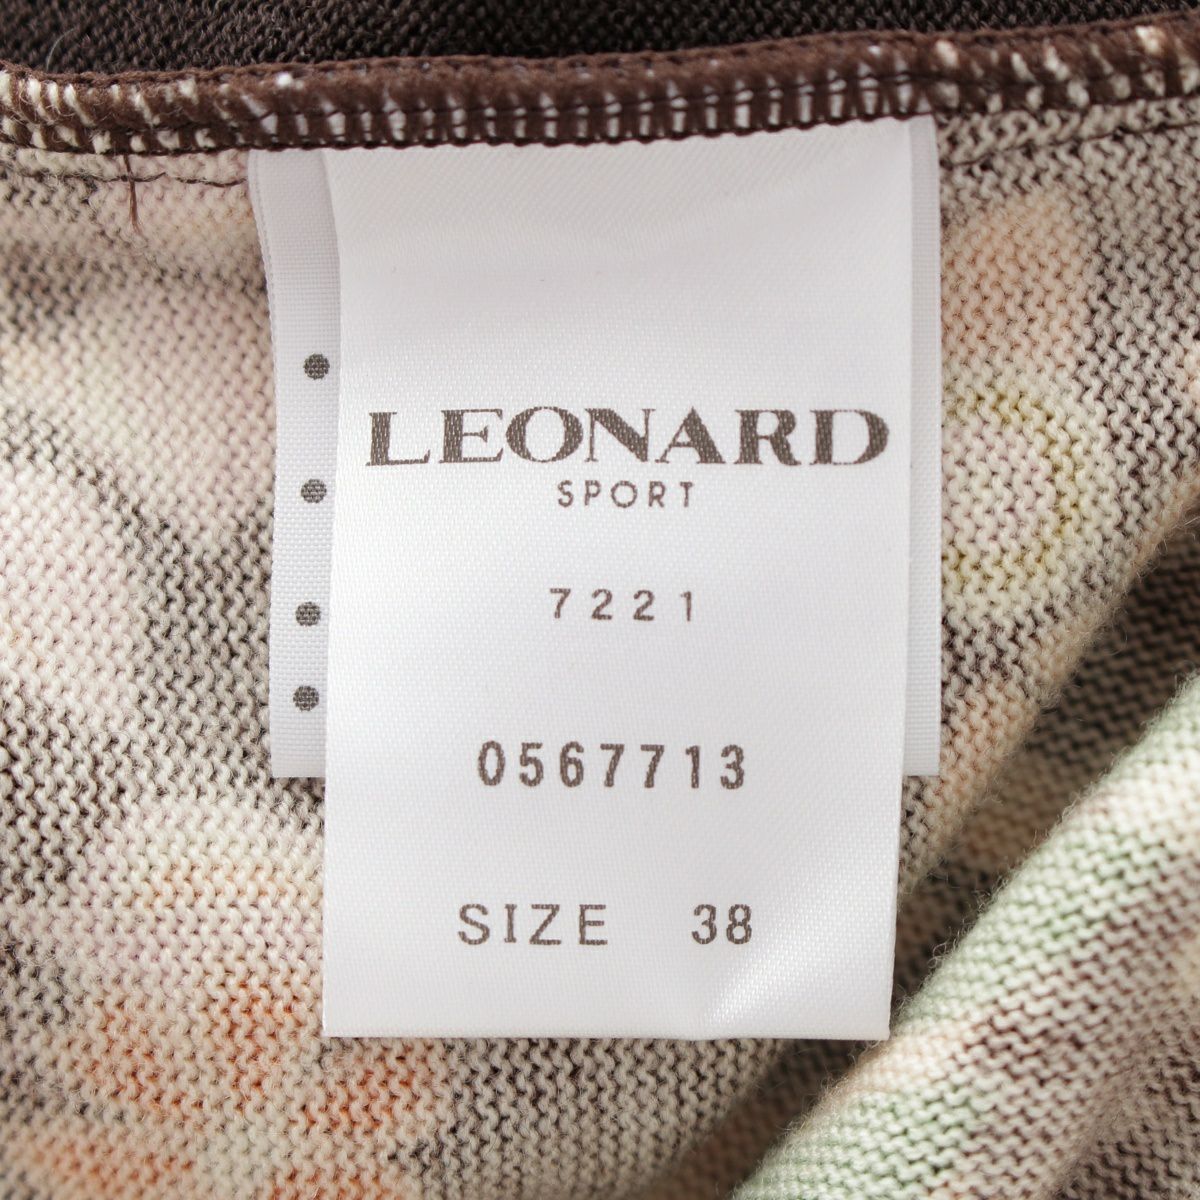 LEONARD
SPORT
7221
0567713
SIZE 38